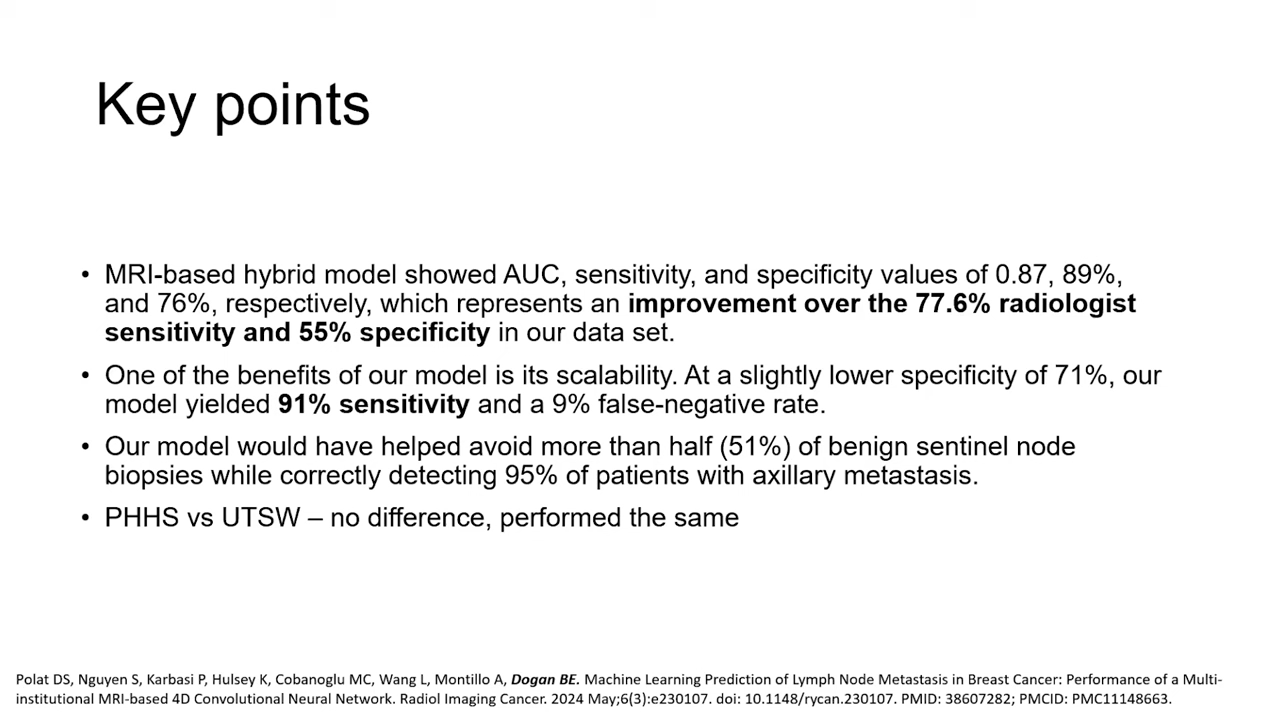 Key points
• MRI-based hybrid model showed AUC, sensitivity, and specificity values of 0.87, 89%,
and 76%, respectively, which represents an improvement over the 77.6% radiologist
sensitivity and 55% specificity in our data set.
• One of the benefits of our model is its scalability. At a slightly lower specificity of 71%, our
model yielded 91% sensitivity and a 9% false-negative rate.
• Our model would have helped avoid more than half (51%) of benign sentinel node
biopsies while correctly detecting 95% of patients with axillary metastasis.
• PHHS vs UTSW – no difference, performed the same
Polat DS, Nguyen S, Karbasi P, Hulsey K, Cobanoglu MC, Wang L, Montillo A, Dogan BE. Machine Learning Prediction of Lymph Node Metastasis in Breast Cancer: Performance of a Multi-
institutional MRI-based 4D Convolutional Neural Network. Radiol Imaging Cancer. 2024 May;6(3):e230107. doi: 10.1148/rycan.230107. PMID: 38607282; PMCID: PMC11148663.